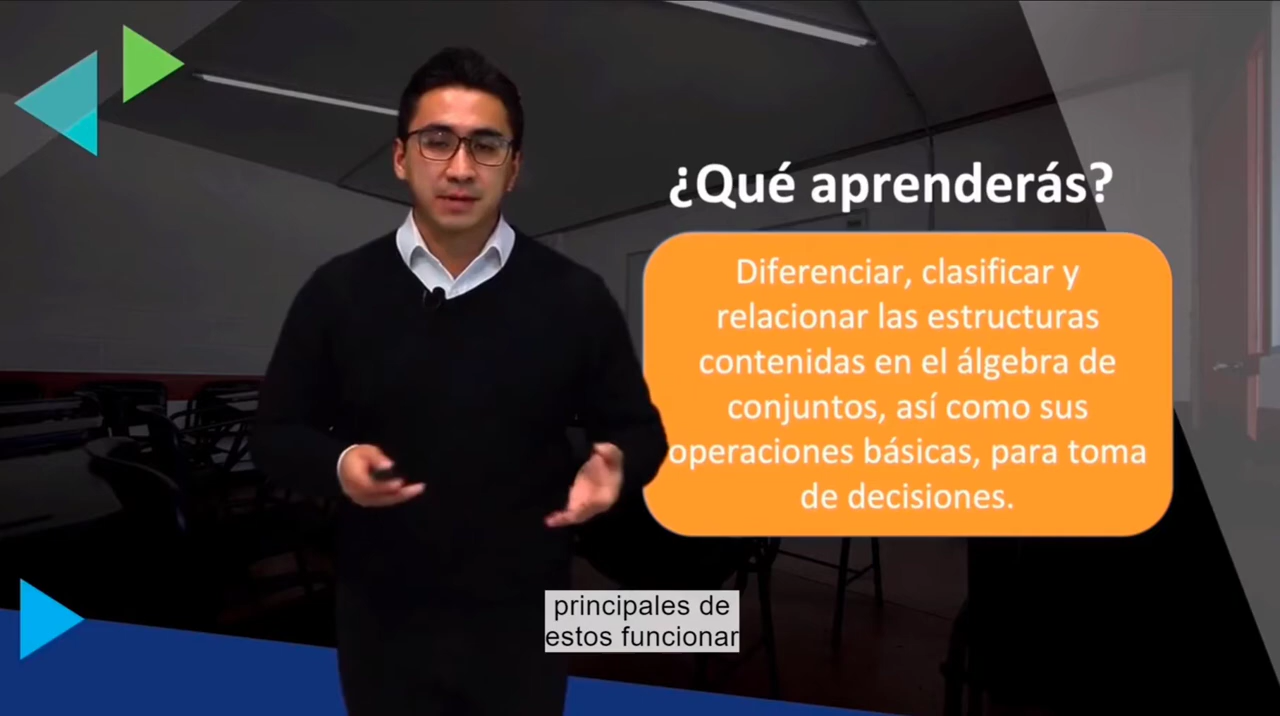 ¿Qué aprenderás?
Diferenciar, clasificar y
relacionar las estructuras
contenidas en el álgebra de
conjuntos, así como sus
operaciones básicas, para toma
de decisiones.
principales de
estos funcionar